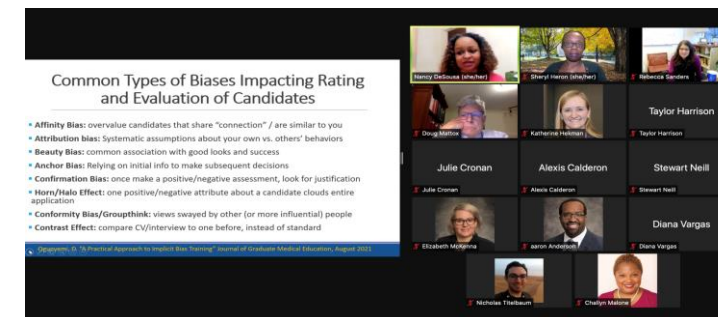 Common Types of Biases Impacting Rating
and Evaluation of Candidates
• Affinity Bias: overvalue candidates that share "connection" / are similar to you
• Attribution bias: Systematic assumptions about your own vs. others' behaviors
• Beauty Bias: common association with good looks and success
• Anchor Bias: Relying on initial info to make subsequent decisions
• Confirmation Bias: once make a positive/negative assessment, look for justification
• Horn/Halo Effect: one positive/negative attribute about a candidate clouds entire
application
• Conformity Bias/Groupthink: views swayed by other (or more influential) people
• Contrast Effect: compare CV/interview to one before, instead of standard
Ogunyemi, D. "A Practical Approach to Implicit Bias Training" Journal of Graduate Medical Education, August 2021
Nancy DeSousa (she/her)
Sheryl Heron (she/her)
Rebecca Sanders
Doug Mattox
Katherine Hekman
Taylor Harrison
Taylor Harrison
Julie Cronan
Julie Cronan
Alexis Calderon
Alexis Calderon
Stewart Neill
Stewart Neill
Elizabeth McKenna
aaron Anderson
Diana Vargas
Diana Vargas
Nicholas Titelbaum
Challyn Malone